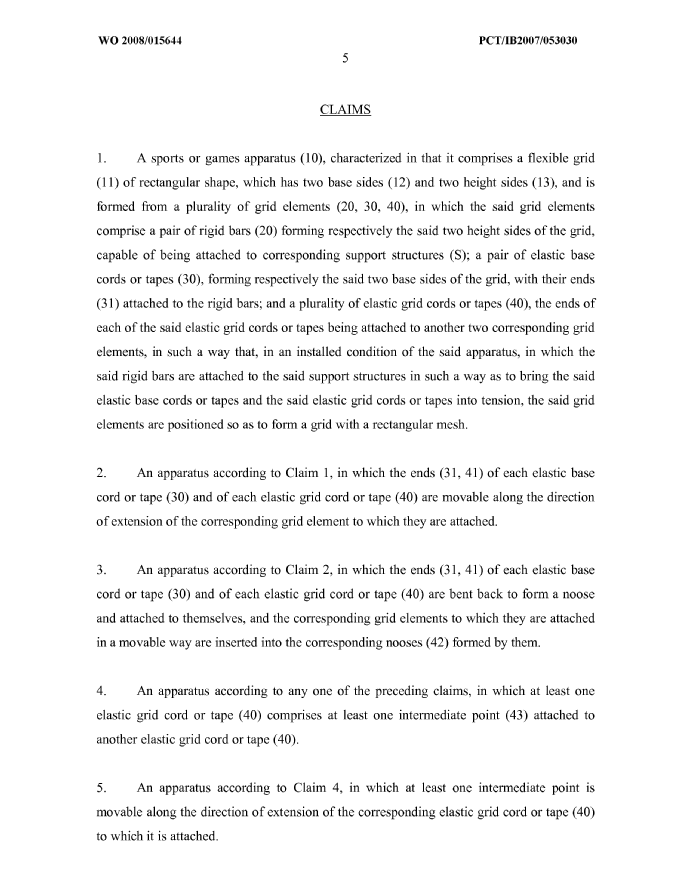 WO 2008/015644 PCT/IB2007/053030
5
CLAIMS
1. A sports or games apparatus (10), characterized in that it comprises a flexible grid
(11) of rectangular shape, which has two base sides (12) and two height sides (13), and is
formed from a plurality of grid elements (20, 30, 40), in which the said grid elements
comprise a pair of rigid bars (20) forming respectively the said two height sides of the grid,
capable of being attached to corresponding support structures (S); a pair of elastic base
cords or tapes (30), forming respectively the said two base sides of the grid, with their ends
(31) attached to the rigid bars; and a plurality of elastic grid cords or tapes (40), the ends of
each of the said elastic grid cords or tapes being attached to another two corresponding grid
elements, in such a way that, in an installed condition of the said apparatus, in which the
said rigid bars are attached to the said support structures in such a way as to bring the said
elastic base cords or tapes and the said elastic grid cords or tapes into tension, the said grid
elements are positioned so as to form a grid with a rectangular mesh.
2. An apparatus according to Claim 1, in which the ends (31, 41) of each elastic base
cord or tape (30) and of each elastic grid cord or tape (40) are movable along the direction
of extension of the corresponding grid element to which they are attached.
3. An apparatus according to Claim 2, in which the ends (31, 41) of each elastic base
cord or tape (30) and of each elastic grid cord or tape (40) are bent back to form a noose
and attached to themselves, and the corresponding grid elements to which they are attached
in a movable way are inserted into the corresponding nooses (42) formed by them.
4. An apparatus according to any one of the preceding claims, in which at least one
elastic grid cord or tape (40) comprises at least one intermediate point (43) attached to
another elastic grid cord or tape (40).
5. An apparatus according to Claim 4, in which at least one intermediate point is
movable along the direction of extension of the corresponding elastic grid cord or tape (40)
to which it is attached.